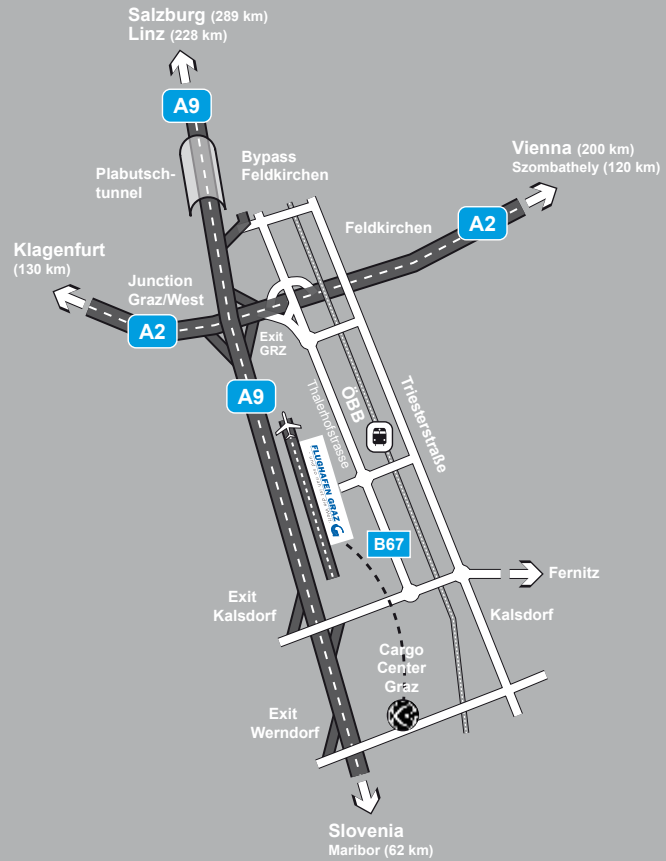 Salzburg (289 km)
Linz (228 km)
A9
Plabutsch-
tunnel
Bypass
Feldkirchen
Vienna (200 km)
Szombathely (120 km)
Feldkirchen
A2
Klagenfurt
(130 km)
Junction
Graz/West
A2
Exit
GRZ
A9
Thalerhofstrasse
ÖBB
Triesterstraße
FLUGHAFEN GRAZ
B67
Fernitz
Exit
Kalsdorf
Kalsdorf
Cargo
Center
Graz
Exit
Werndorf
Slovenia
Maribor (62 km)